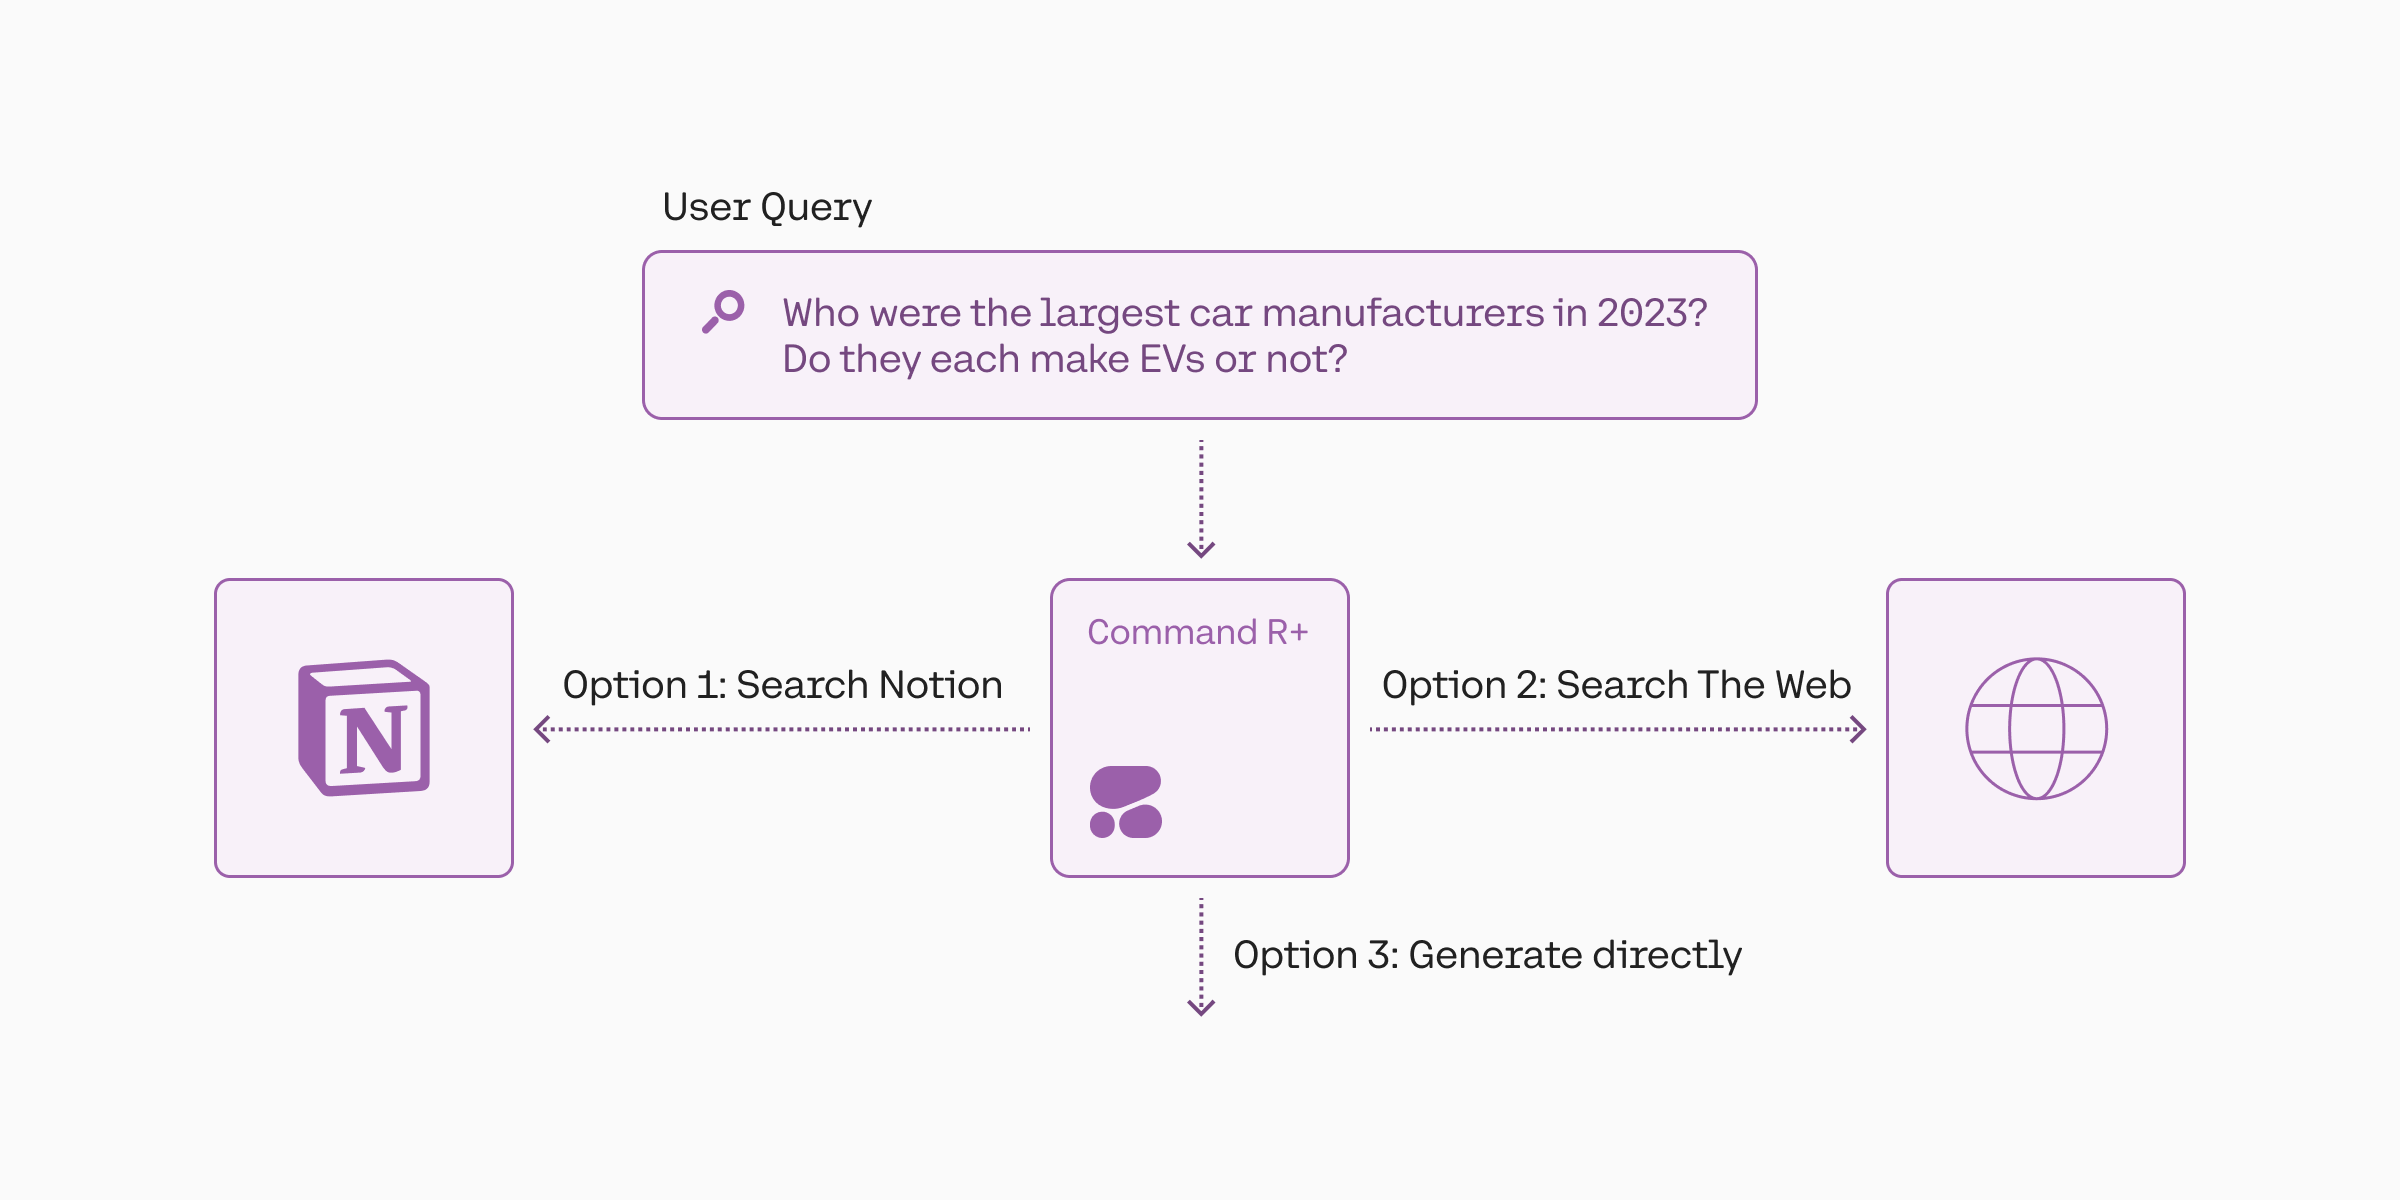 User Query
Who were the largest car manufacturers in 2023?
Do they each make EVs or not?
Command R+
Option 1: Search Notion
Option 2: Search The Web
N
Option 3: Generate directly